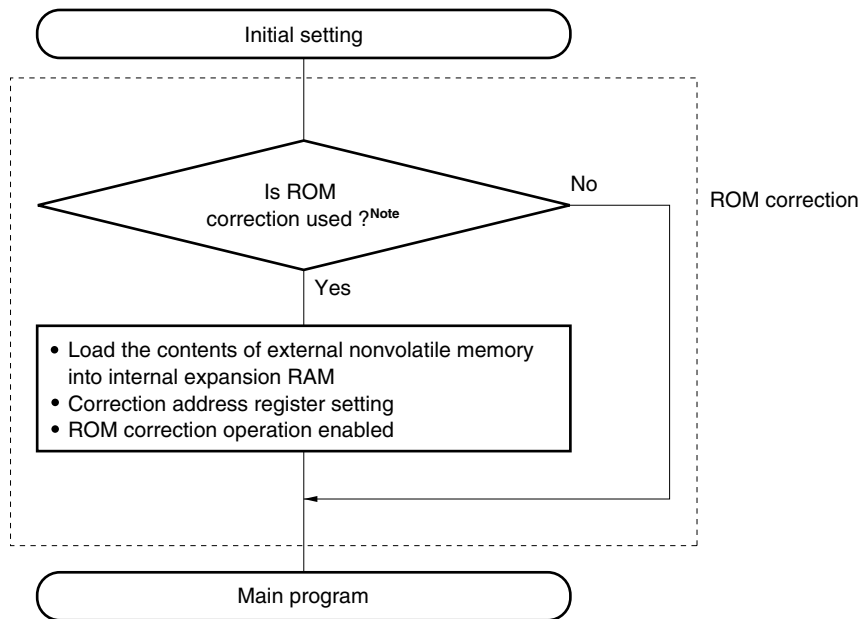 Initial setting
Is ROM
correction used ?Note
No
ROM correction
Yes
• Load the contents of external nonvolatile memory
into internal expansion RAM
• Correction address register setting
• ROM correction operation enabled
Main program